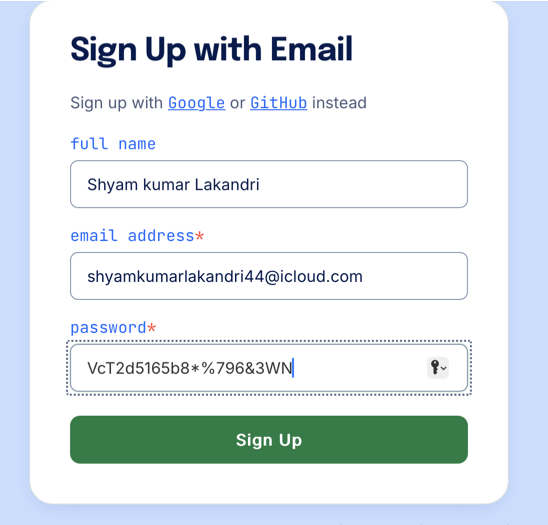 Sign Up with Email
Sign up with Google or GitHub instead
full name
Shyam kumar Lakandri
email address*
shyamkumarlakandri44@icloud.com
password*
VcT2d5165b8*%796&3WN
Sign Up